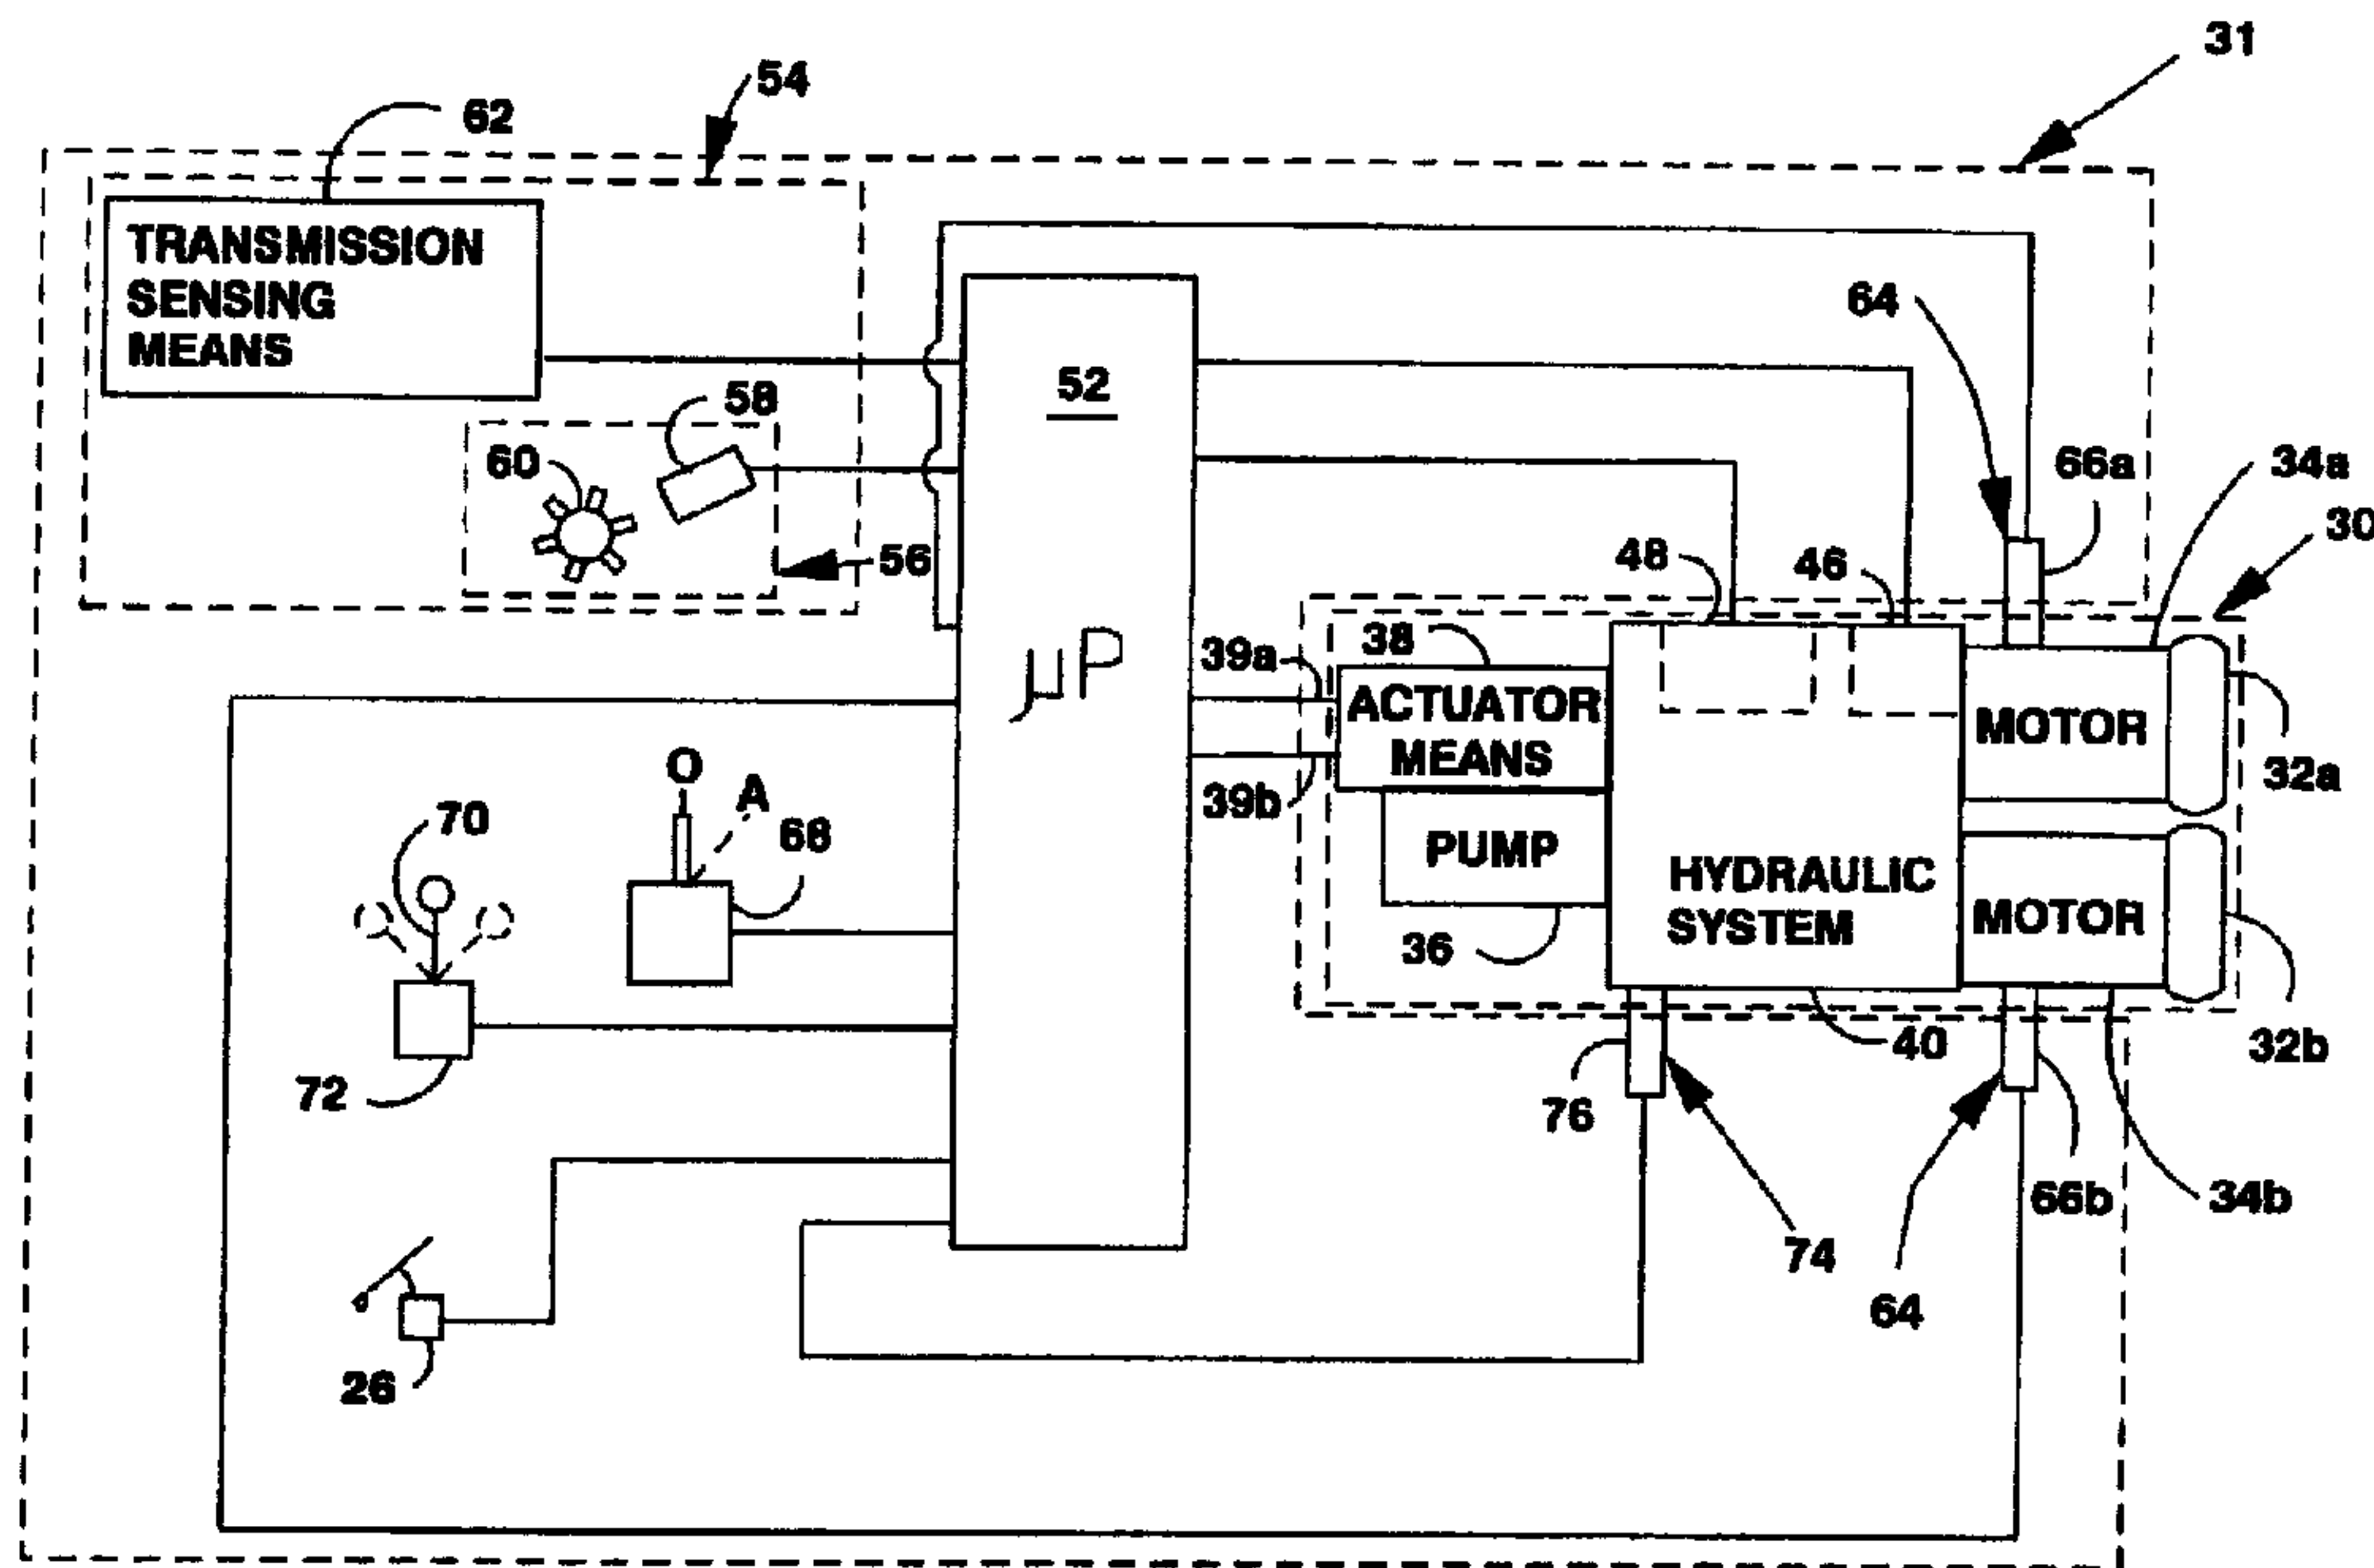 31
54
62
TRANSMISSION
SENSING
MEANS
64
52
58
60
66a
34a
30
56
48
46
µP
39a
38
ACTUATOR
MEANS
MOTOR
32a
39b
O
A
68
70
PUMP
HYDRAULIC
SYSTEM
MOTOR
36
40
32b
72
76
66b
34b
74
64
26